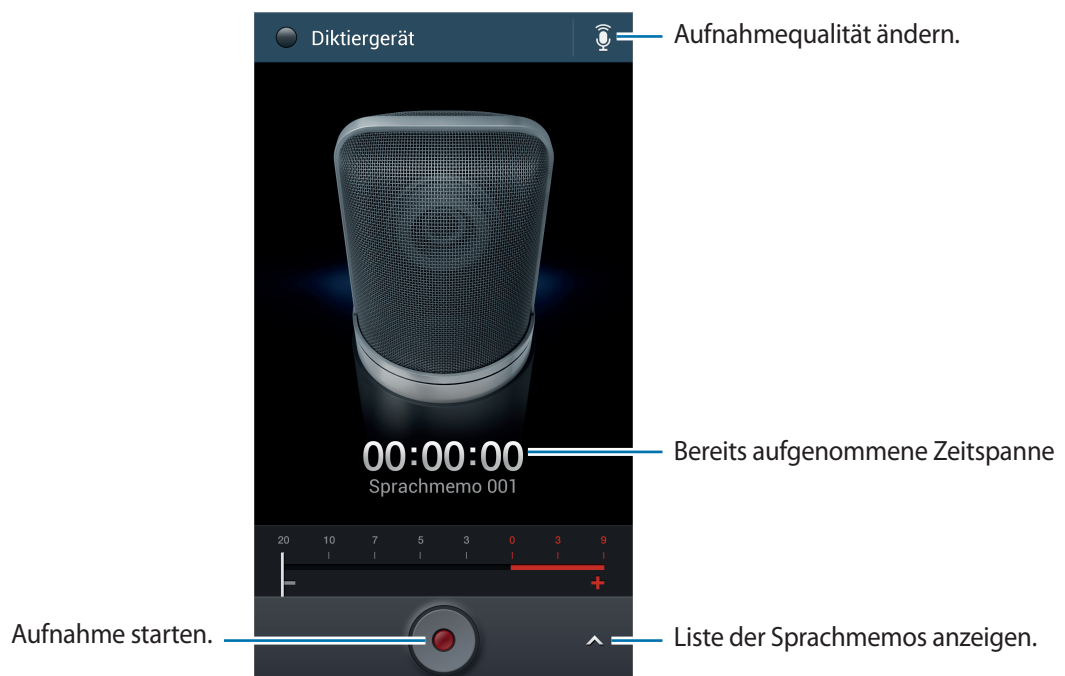 Diktiergerät
Aufnahmequalität ändern.
00:00:00
Bereits aufgenommene Zeitspanne
Sprachmemo 001
20 10 7 5 3 0 3 9
− +
Aufnahme starten.
Liste der Sprachmemos anzeigen.